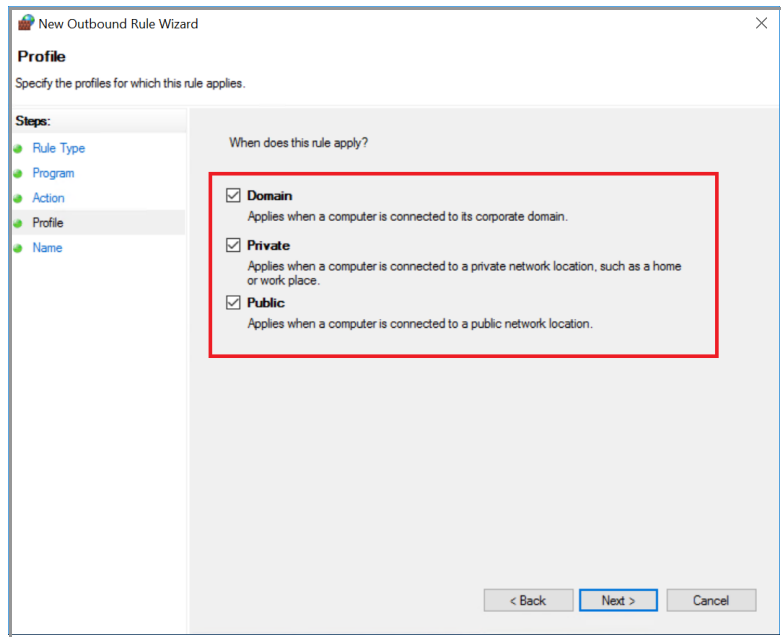 New Outbound Rule Wizard
Profile
Specify the profiles for which this rule applies.
Steps:
Rule Type
Program
Action
Profile
Name
When does this rule apply?
Domain
Applies when a computer is connected to its corporate domain.
Private
Applies when a computer is connected to a private network location, such as a home
or work place.
Public
Applies when a computer is connected to a public network location.
< Back
Next >
Cancel